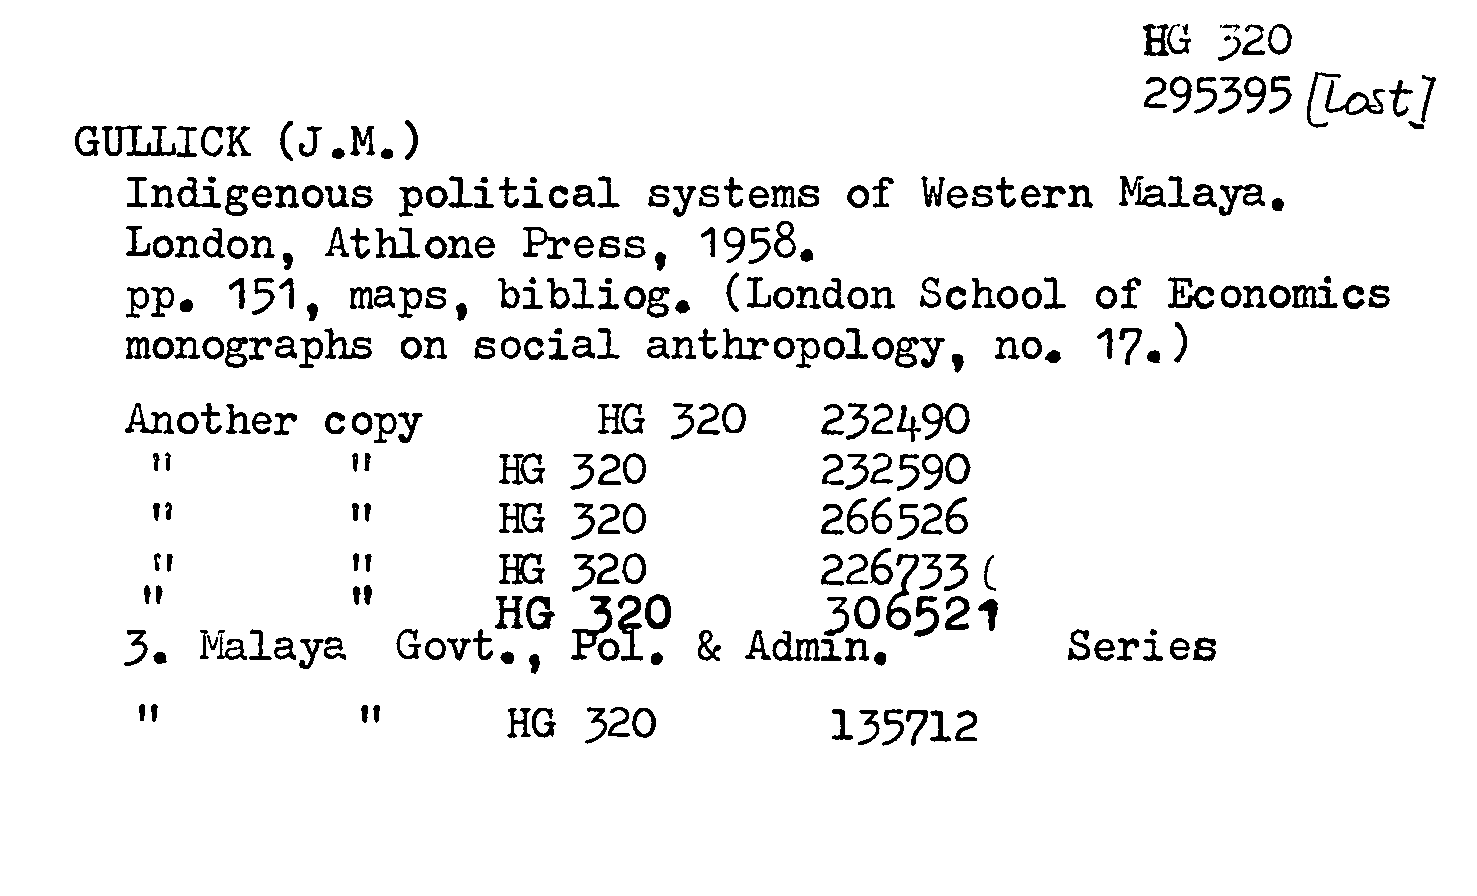 HG 320
295395 [Lost]
GULLICK (J.M.)
Indigenous political systems of Western Malaya.
London, Athlone Press, 1958.
pp. 151, maps, bibliog. (London School of Economics
monographs on social anthropology, no. 17.)
Another copy HG 320 232490
" " HG 320 232590
" " HG 320 266526
" " HG 320 226733 (
" " HG 320 306521
3. Malaya Govt., Pol. & Admin. Series
" " HG 320 135712